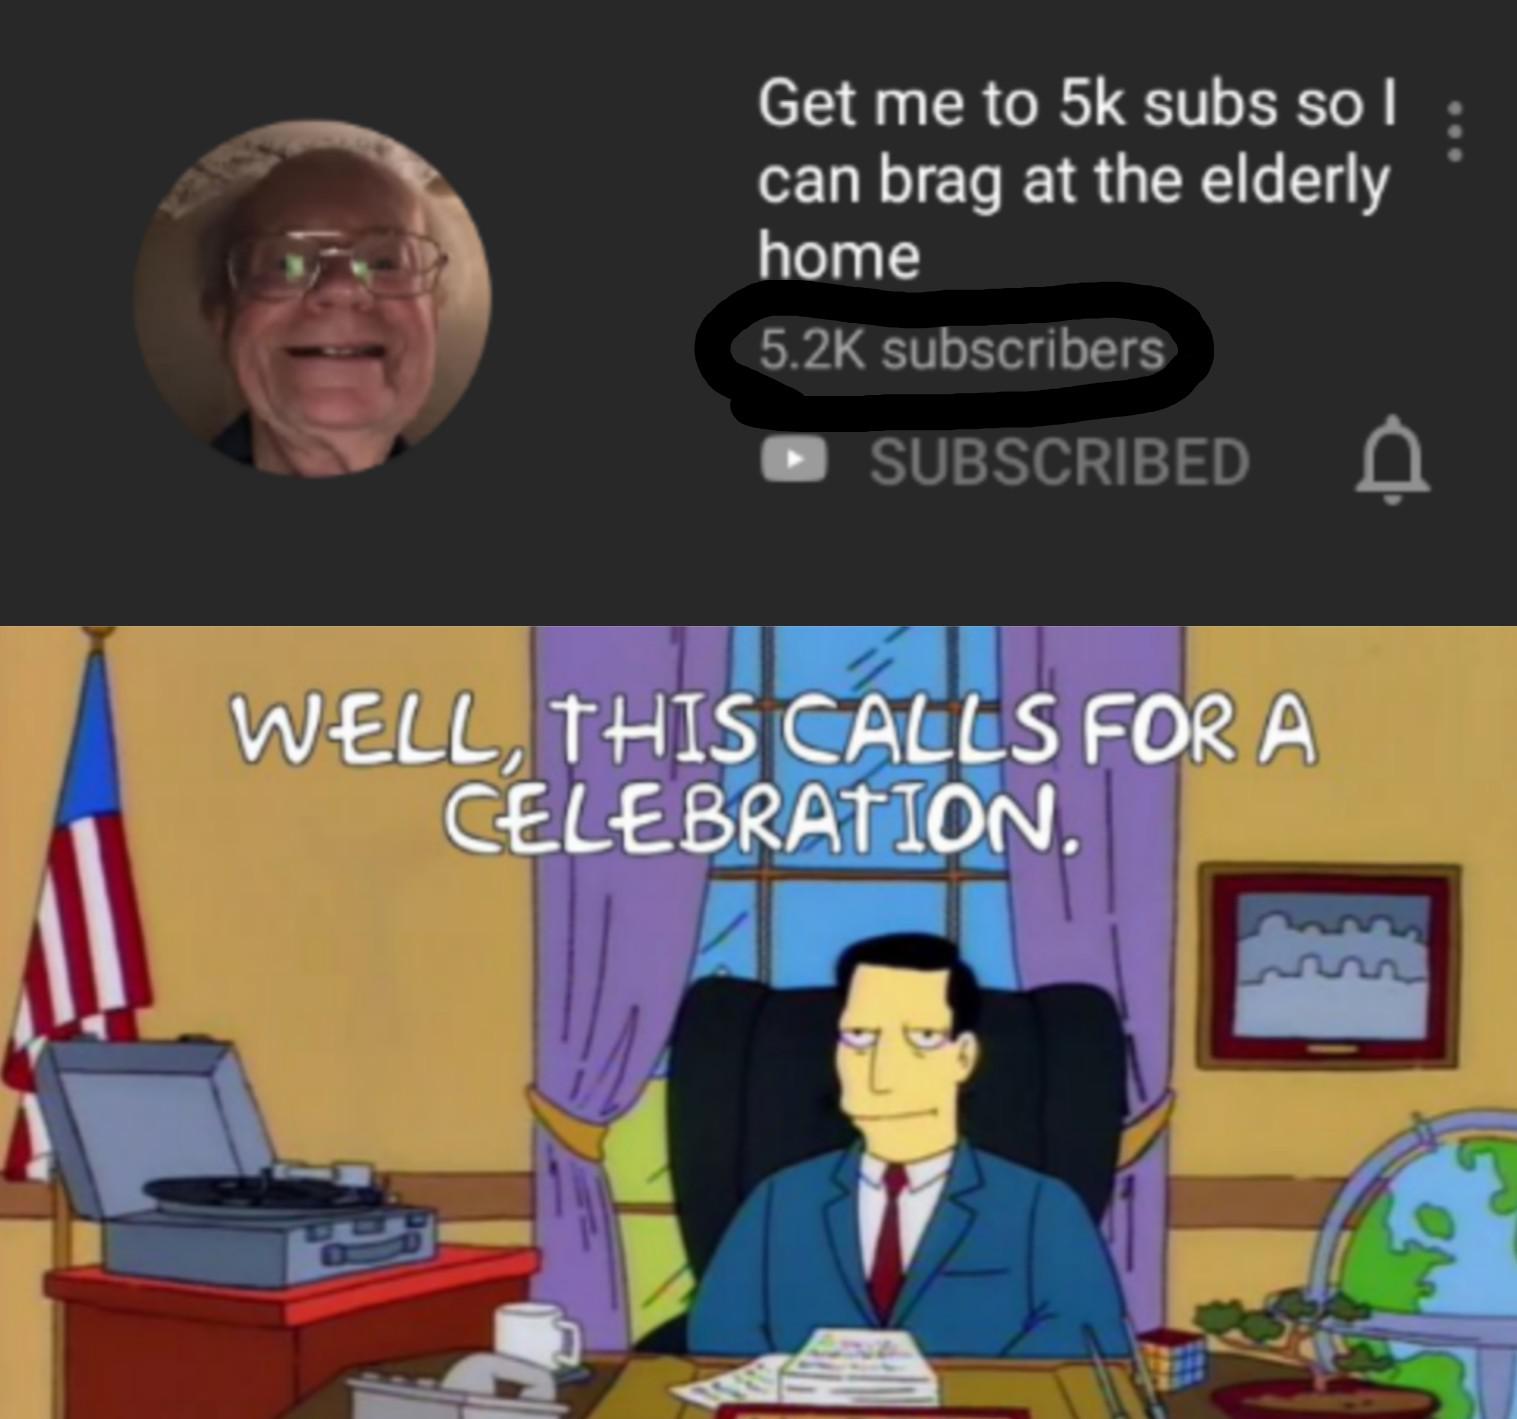 Get me to 5k subs so I
can brag at the elderly
home
5.2K subscribers
SUBSCRIBED
WELL, THIS CALLS FOR A
CELEBRATION.